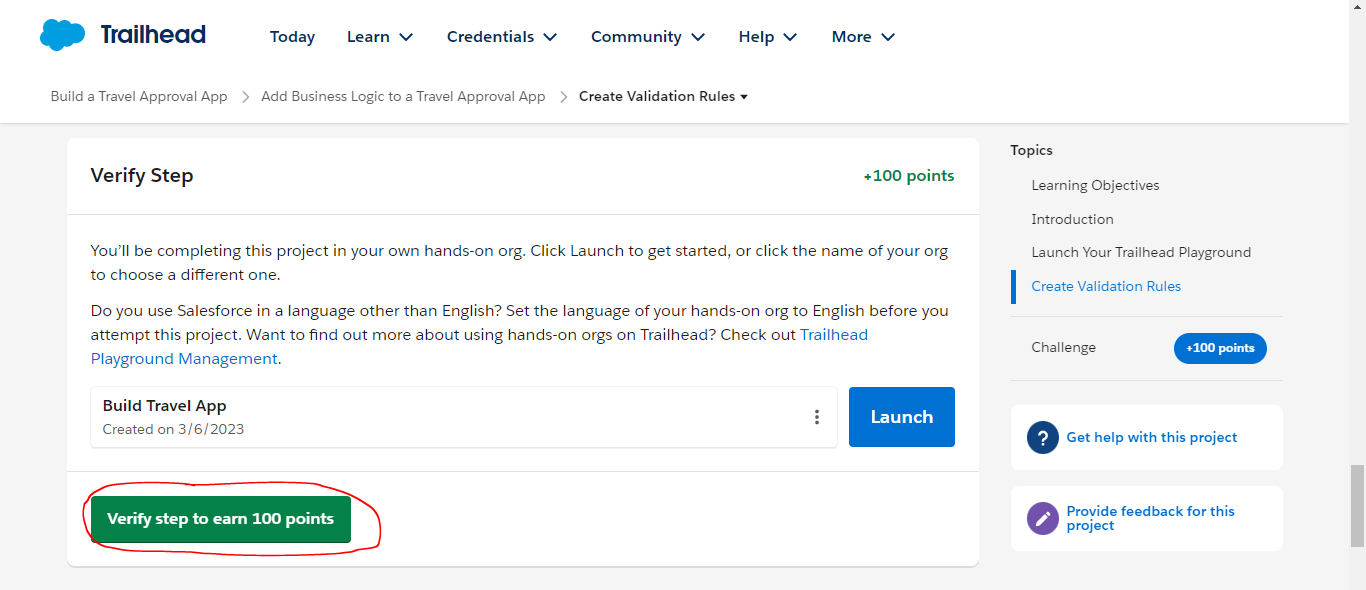 Trailhead
Today Learn Credentials Community Help More
Build a Travel Approval App > Add Business Logic to a Travel Approval App > Create Validation Rules
Verify Step
+100 points
You’ll be completing this project in your own hands-on org. Click Launch to get started, or click the name of your org
to choose a different one.
Do you use Salesforce in a language other than English? Set the language of your hands-on org to English before you
attempt this project. Want to find out more about using hands-on orgs on Trailhead? Check out Trailhead
Playground Management.
Build Travel App
Created on 3/6/2023
Launch
Verify step to earn 100 points
Topics
Learning Objectives
Introduction
Launch Your Trailhead Playground
Create Validation Rules
Challenge
+100 points
? Get help with this project
Provide feedback for this
project